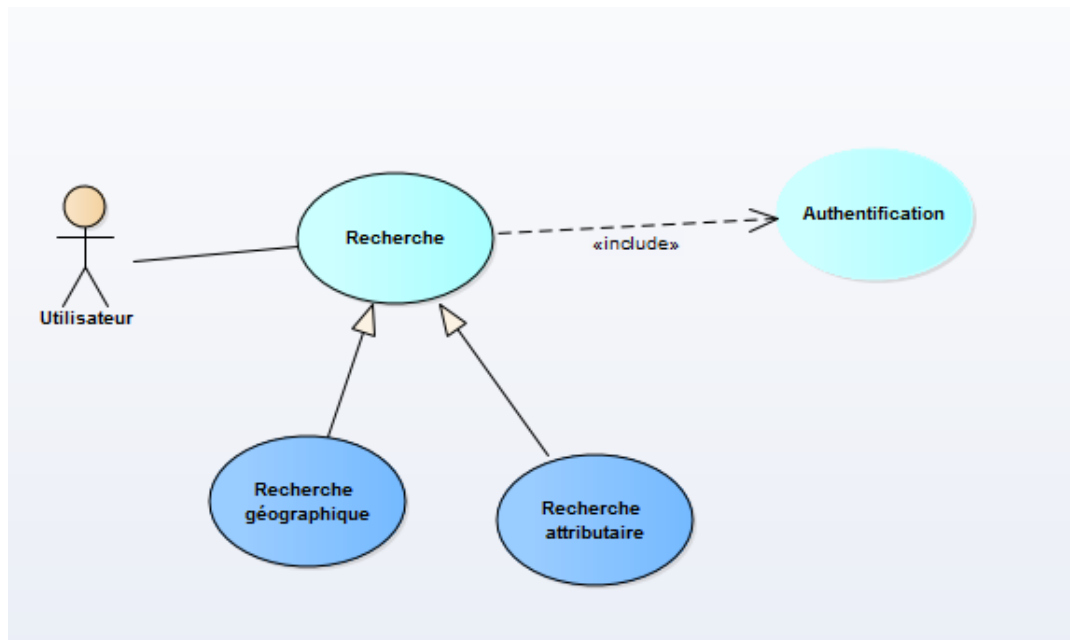 Authentification
Recherche
«include»
Utilisateur
Recherche
géographique
Recherche
attributaire